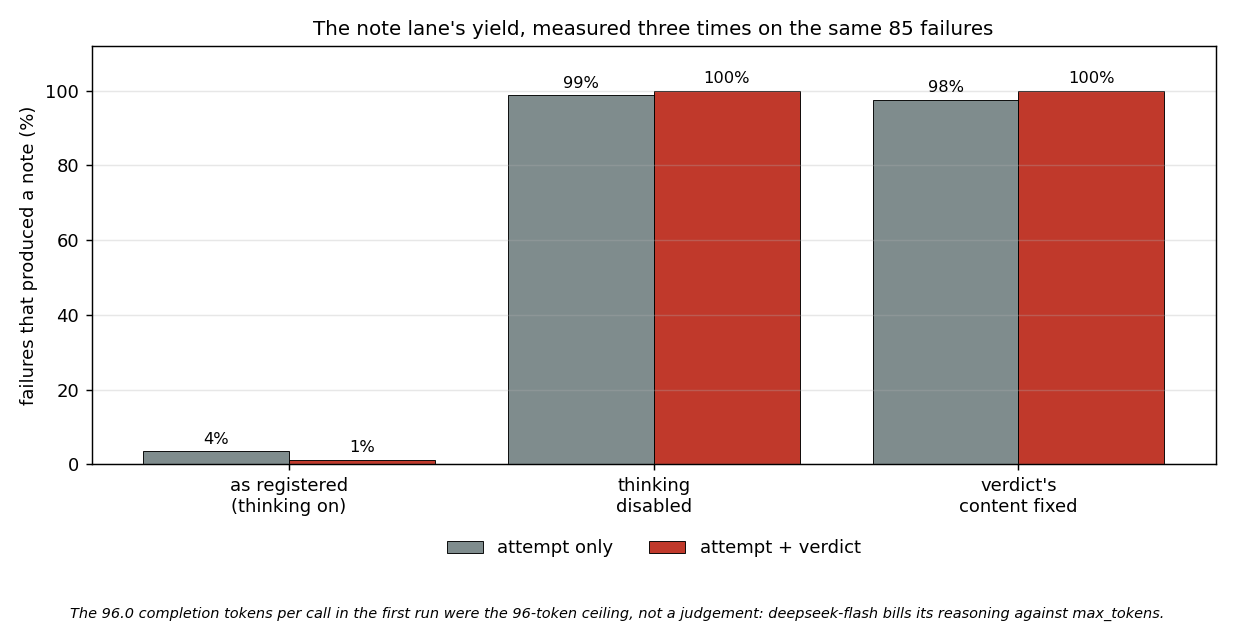 The note lane's yield, measured three times on the same 85 failures
failures that produced a note (%)
100
80
60
40
20
0
4%
1%
99%
100%
98%
100%
as registered
(thinking on)
thinking
disabled
verdict's
content fixed
attempt only
attempt + verdict
The 96.0 completion tokens per call in the first run were the 96-token ceiling, not a judgement: deepseek-flash bills its reasoning against max_tokens.